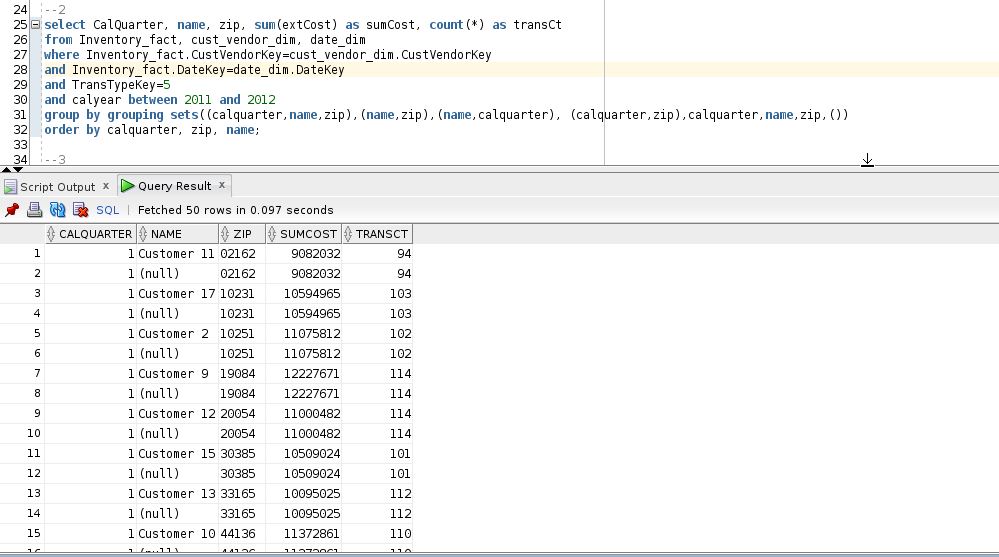 24 --2
25 select CalQuarter, name, zip, sum(extCost) as sumCost, count(*) as transCt
26 from Inventory_fact, cust_vendor_dim, date_dim
27 where Inventory_fact.CustVendorKey=cust_vendor_dim.CustVendorKey
28 and Inventory_fact.DateKey=date_dim.DateKey
29 and TransTypeKey=5
30 and calyear between 2011 and 2012
31 group by grouping sets((calquarter,name,zip),(name,zip),(name,calquarter), (calquarter,zip),calquarter,name,zip,())
32 order by calquarter, zip, name;
33
34 --3
Script Output x Query Result x
SQL | Fetched 50 rows in 0.097 seconds
CALQUARTER NAME ZIP SUMCOST TRANSCT
1 1 Customer 11 02162 9082032 94
2 1 (null) 02162 9082032 94
3 1 Customer 17 10231 10594965 103
4 1 (null) 10231 10594965 103
5 1 Customer 2 10251 11075812 102
6 1 (null) 10251 11075812 102
7 1 Customer 9 19084 12227671 114
8 1 (null) 19084 12227671 114
9 1 Customer 12 20054 11000482 114
10 1 (null) 20054 11000482 114
11 1 Customer 15 30385 10509024 101
12 1 (null) 30385 10509024 101
13 1 Customer 13 33165 10095025 112
14 1 (null) 33165 10095025 112
15 1 Customer 10 44136 11372861 110
16 1 (null) 44136 11372861 110